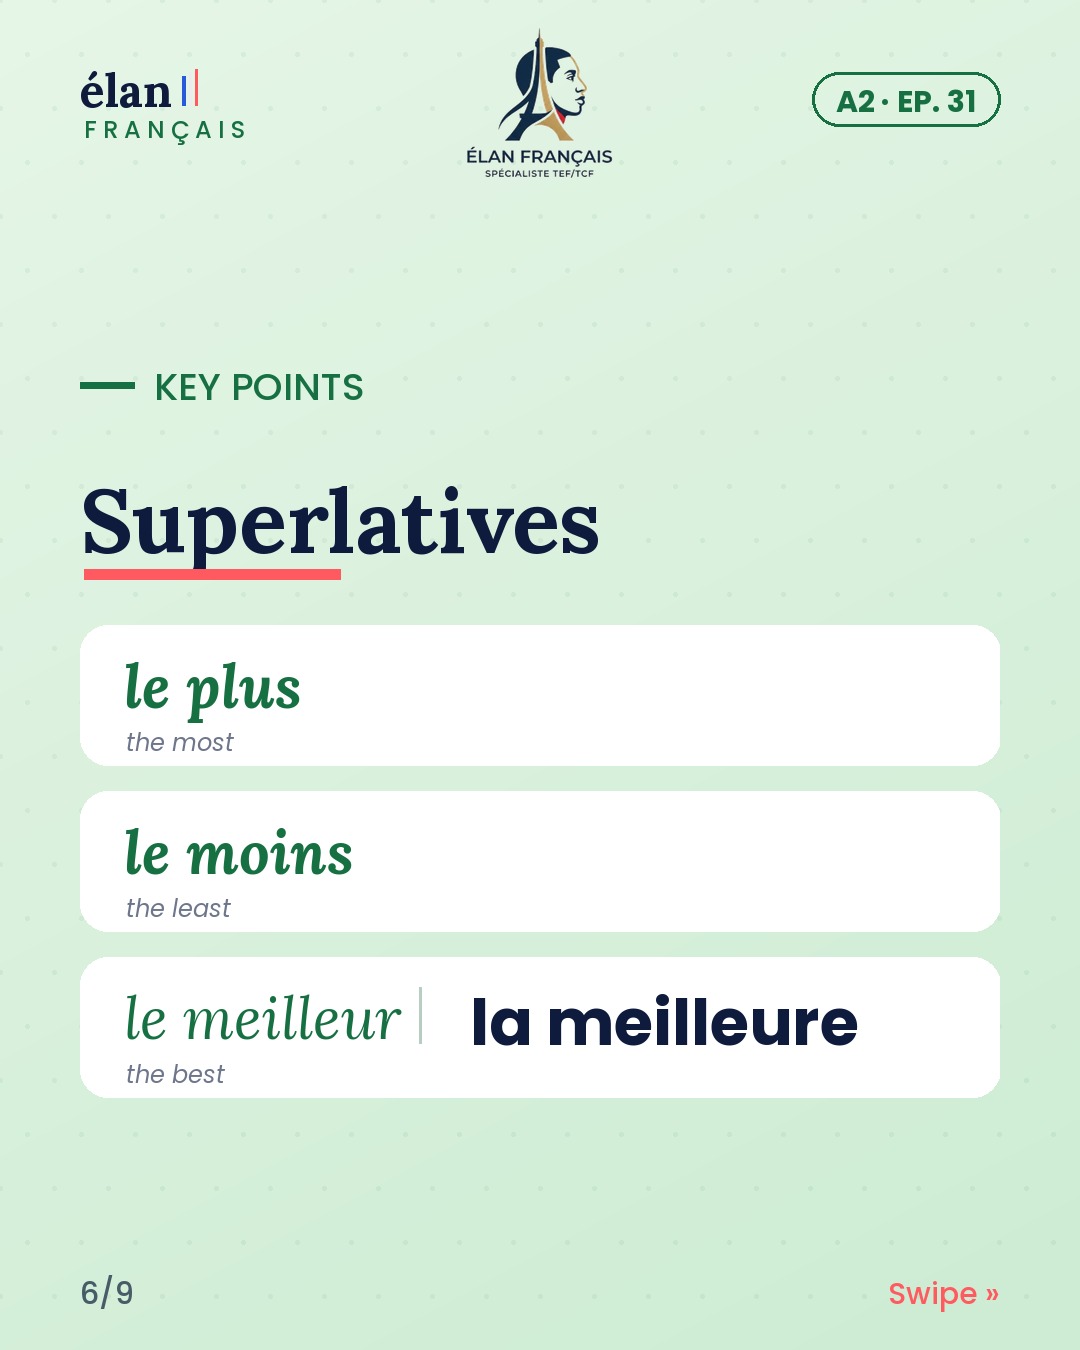 élan
FRANÇAIS
ÉLAN FRANÇAIS
SPÉCIALISTE TEF/TCF
A2 · EP. 31
KEY POINTS
Superlatives
le plus
the most
le moins
the least
le meilleur la meilleure
the best
6/9
Swipe »